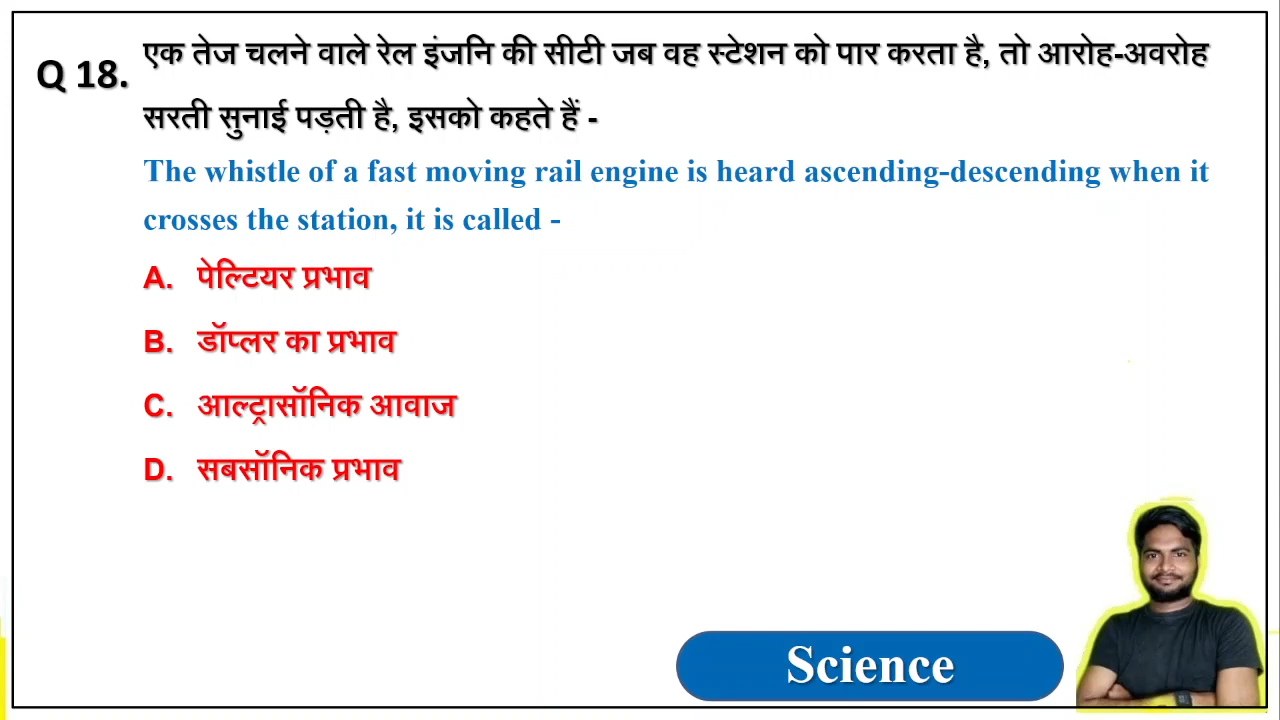 Q 18.
एक तेज चलने वाले रेल इंजनि की सीटी जब वह स्टेशन को पार करता है, तो आरोह-अवरोह
सरती सुनाई पड़ती है, इसको कहते हैं -
The whistle of a fast moving rail engine is heard ascending-descending when it
crosses the station, it is called -
A. पेल्टियर प्रभाव
B. डॉप्लर का प्रभाव
C. आल्ट्रासॉनिक आवाज
D. सबसॉनिक प्रभाव
Science